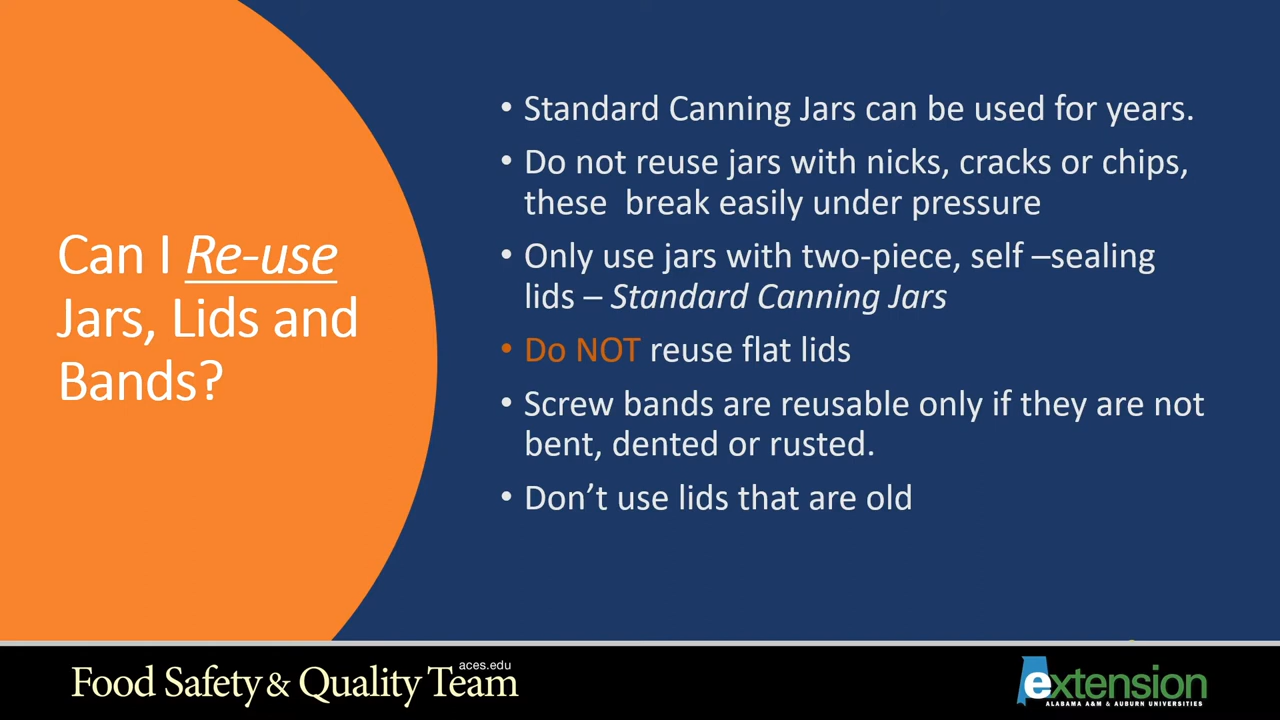 Can I Re-use
Jars, Lids and
Bands?
• Standard Canning Jars can be used for years.
• Do not reuse jars with nicks, cracks or chips,
these  break easily under pressure
• Only use jars with two-piece, self –sealing
lids – Standard Canning Jars
• Do NOT reuse flat lids
• Screw bands are reusable only if they are not
bent, dented or rusted.
• Don’t use lids that are old
aces.edu
Food Safety & Quality Team
extension
ALABAMA A&M & AUBURN UNIVERSITIES